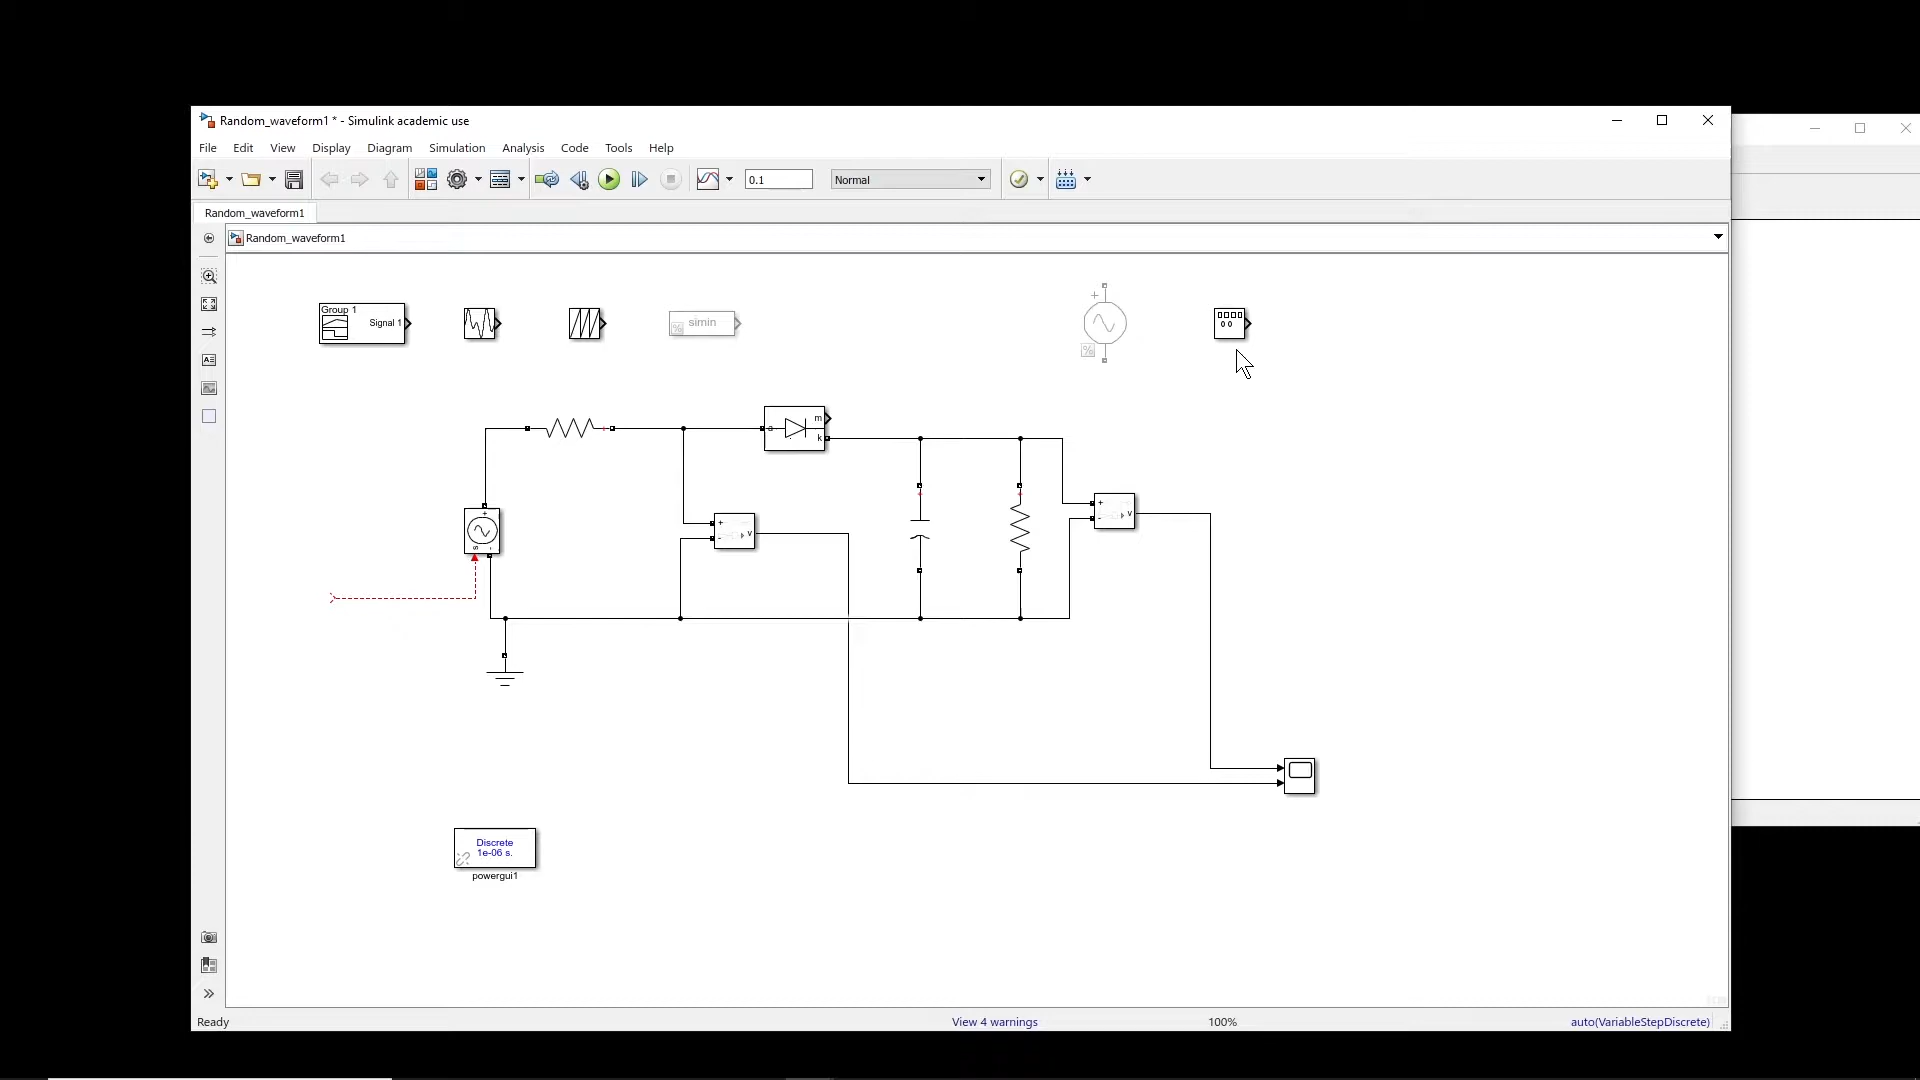 Random_waveform1 * - Simulink academic use
File Edit View Display Diagram Simulation Analysis Code Tools Help
0.1 Normal
Random_waveform1
Random_waveform1
Group 1
Signal 1
simin
%
+
%
m
a
k
+
-
v
+
-
v
+
s
-
Discrete
1e-06 s.
powergui1
Ready View 4 warnings 100% auto(VariableStepDiscrete)